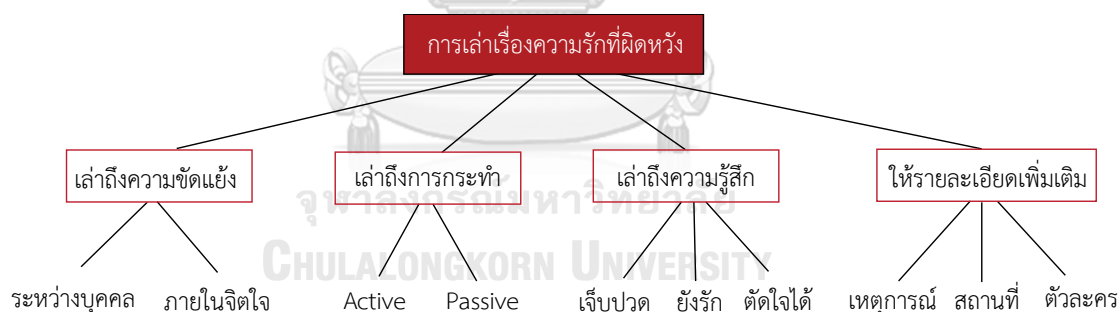 การเล่าเรื่องความรักที่ผิดหวัง
เล่าถึงความขัดแย้ง เล่าถึงการกระทำ เล่าถึงความรู้สึก ให้รายละเอียดเพิ่มเติม
จุฬาลงกรณ์มหาวิทยาลัย
CHULALONGKORN UNIVERSITY
ระหว่างบุคคล ภายในจิตใจ Active Passive เจ็บปวด ยังรัก ตัดใจได้ เหตุการณ์ สถานที่ ตัวละคร